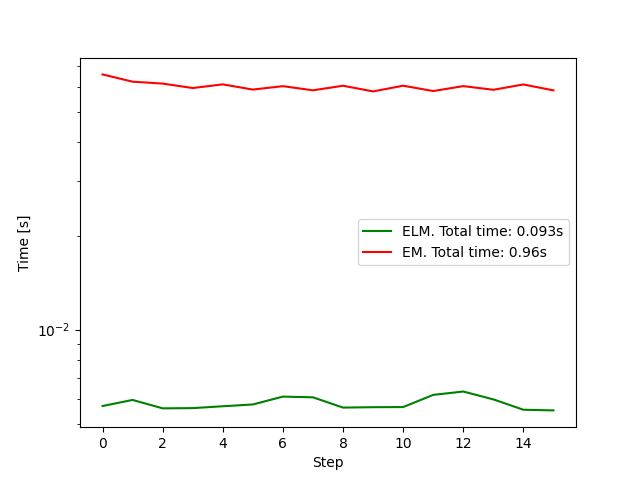 Time [s]
10⁻²
ELM. Total time: 0.093s
EM. Total time: 0.96s
0 2 4 6 8 10 12 14
Step